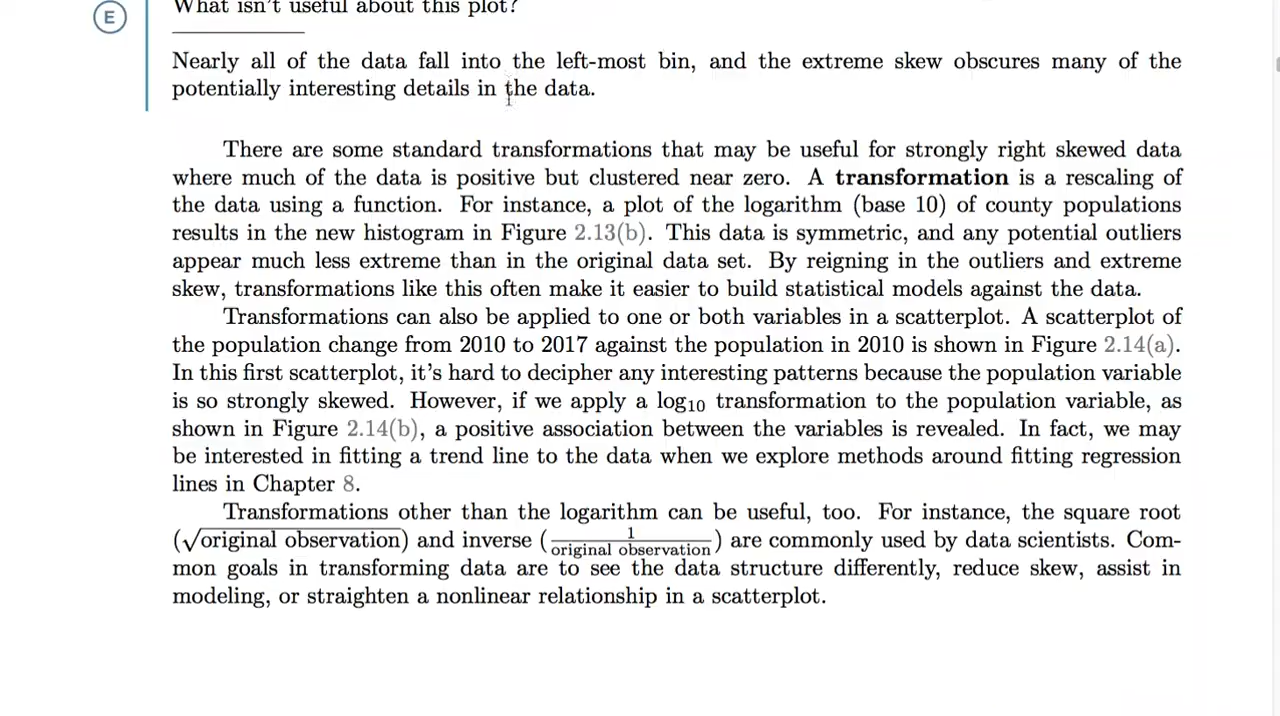 What isn't useful about this plot?
E
Nearly all of the data fall into the left-most bin, and the extreme skew obscures many of the
potentially interesting details in the data.
There are some standard transformations that may be useful for strongly right skewed data
where much of the data is positive but clustered near zero. A transformation is a rescaling of
the data using a function. For instance, a plot of the logarithm (base 10) of county populations
results in the new histogram in Figure 2.13(b). This data is symmetric, and any potential outliers
appear much less extreme than in the original data set. By reigning in the outliers and extreme
skew, transformations like this often make it easier to build statistical models against the data.
Transformations can also be applied to one or both variables in a scatterplot. A scatterplot of
the population change from 2010 to 2017 against the population in 2010 is shown in Figure 2.14(a).
In this first scatterplot, it's hard to decipher any interesting patterns because the population variable
is so strongly skewed. However, if we apply a log₁₀ transformation to the population variable, as
shown in Figure 2.14(b), a positive association between the variables is revealed. In fact, we may
be interested in fitting a trend line to the data when we explore methods around fitting regression
lines in Chapter 8.
Transformations other than the logarithm can be useful, too. For instance, the square root
(√original observation) and inverse (1/original observation) are commonly used by data scientists. Com-
mon goals in transforming data are to see the data structure differently, reduce skew, assist in
modeling, or straighten a nonlinear relationship in a scatterplot.